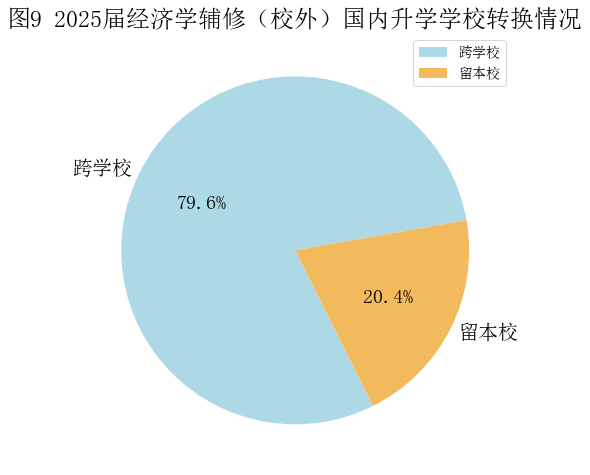 图9 2025届经济学辅修（校外）国内升学学校转换情况
跨学校
留本校
跨学校
79.6%
20.4%
留本校